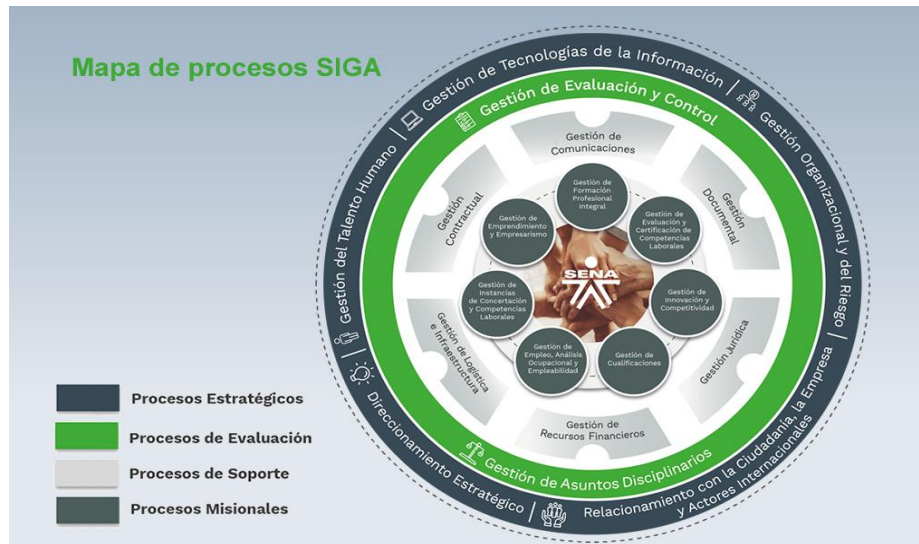 Mapa de procesos SIGA
Gestión de Tecnologías de la Información
Gestión Organizacional y del Riesgo
Relacionamiento con la Ciudadanía, la Empresa
y Actores Internacionales
Direccionamiento Estratégico
Gestión del Talento Humano
Gestión de Evaluación y Control
Gestión de Asuntos Disciplinarios
Gestión de
Comunicaciones
Gestión
Documental
Gestión Jurídica
Gestión de
Recursos Financieros
Gestión de Logística
e Infraestructura
Gestión
Contractual
Gestión de
Formación
Profesional
Integral
Gestión de
Evaluación y
Certificación de
Competencias
Laborales
Gestión de
Innovación y
Competitividad
Gestión de
Cualificaciones
Gestión de
Empleo, Análisis
Ocupacional y
Empleabilidad
Gestión de
Instancias
de Concertación
y Competencias
Laborales
Gestión de
Emprendimiento
y Empresarismo
SENA
Procesos Estratégicos
Procesos de Evaluación
Procesos de Soporte
Procesos Misionales